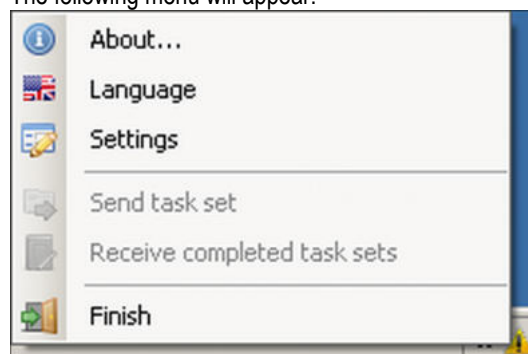 The following menu will appear:
About...
Language
Settings
Send task set
Receive completed task sets
Finish